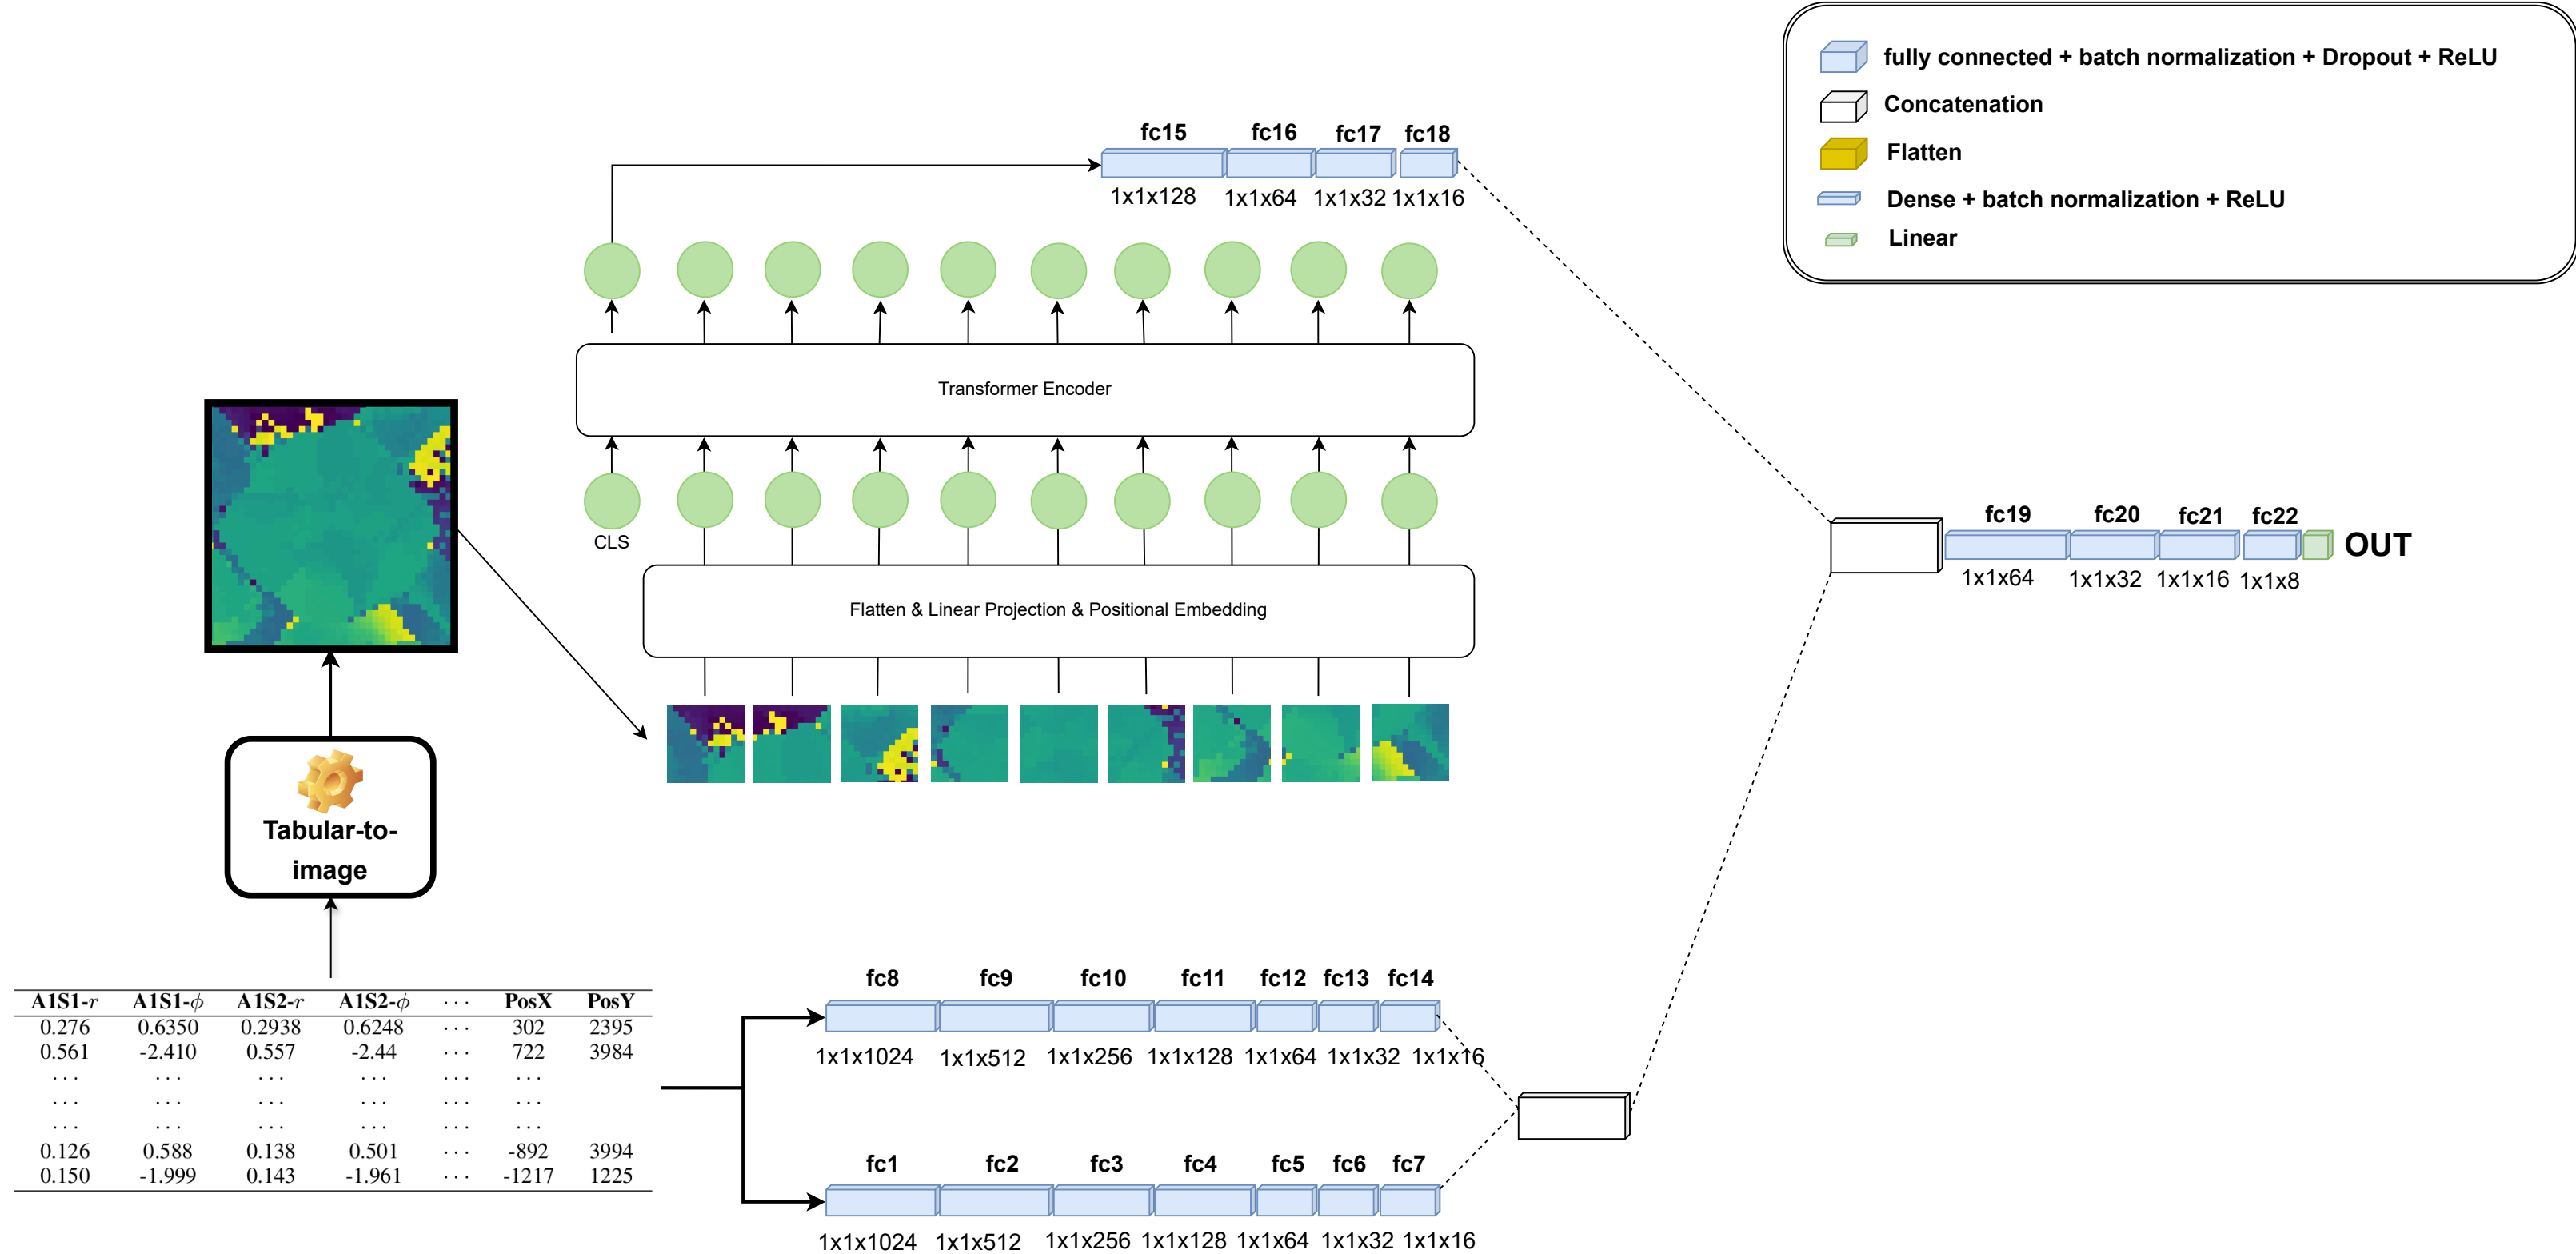 fully connected + batch normalization + Dropout + ReLU
Concatenation
Flatten
Dense + batch normalization + ReLU
Linear
fc15 fc16 fc17 fc18
1x1x128 1x1x64 1x1x32 1x1x16
Transformer Encoder
CLS
Flatten & Linear Projection & Positional Embedding
fc19 fc20 fc21 fc22
OUT
1x1x64 1x1x32 1x1x16 1x1x8
Tabular-to-
image
A1S1-r A1S1-ϕ A1S2-r A1S2-ϕ · · · PosX PosY
0.276 0.6350 0.2938 0.6248 · · · 302 2395
0.561 -2.410 0.557 -2.44 · · · 722 3984
· · · · · · · · · · · · · · · · · ·
· · · · · · · · · · · · · · · · · ·
· · · · · · · · · · · · · · · · · ·
0.126 0.588 0.138 0.501 · · · -892 3994
0.150 -1.999 0.143 -1.961 · · · -1217 1225
fc8 fc9 fc10 fc11 fc12 fc13 fc14
1x1x1024 1x1x512 1x1x256 1x1x128 1x1x64 1x1x32 1x1x16
fc1 fc2 fc3 fc4 fc5 fc6 fc7
1x1x1024 1x1x512 1x1x256 1x1x128 1x1x64 1x1x32 1x1x16